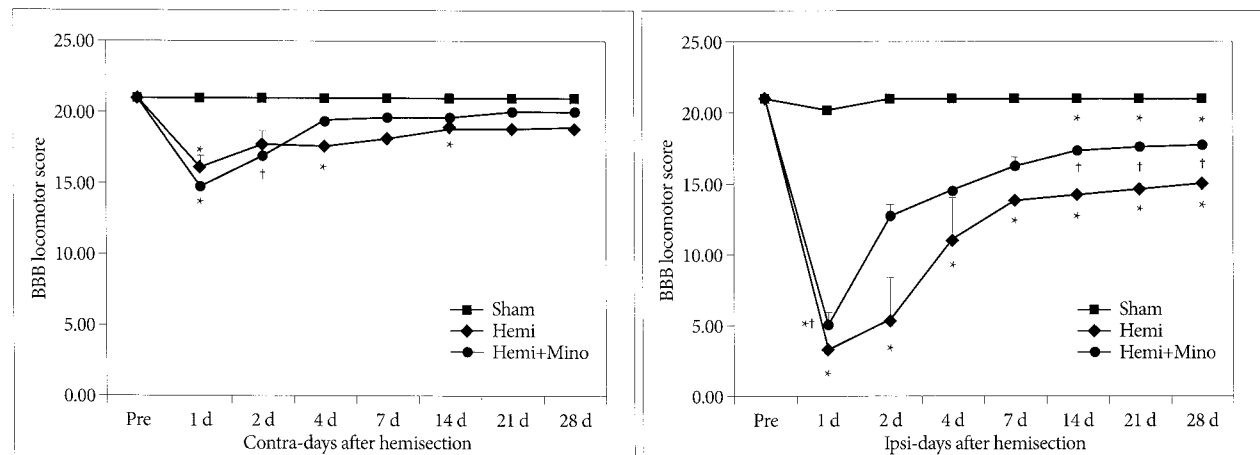 25.00
20.00
15.00
10.00
5.00
0.00
BBB locomotor score
Pre 1 d 2 d 4 d 7 d 14 d 21 d 28 d
Contra-days after hemisection
Sham
Hemi
Hemi+Mino
*
*
†
*
*
25.00
20.00
15.00
10.00
5.00
0.00
BBB locomotor score
Pre 1 d 2 d 4 d 7 d 14 d 21 d 28 d
Ipsi-days after hemisection
Sham
Hemi
Hemi+Mino
* * *
† † †
* * * *
*
*†
*
*